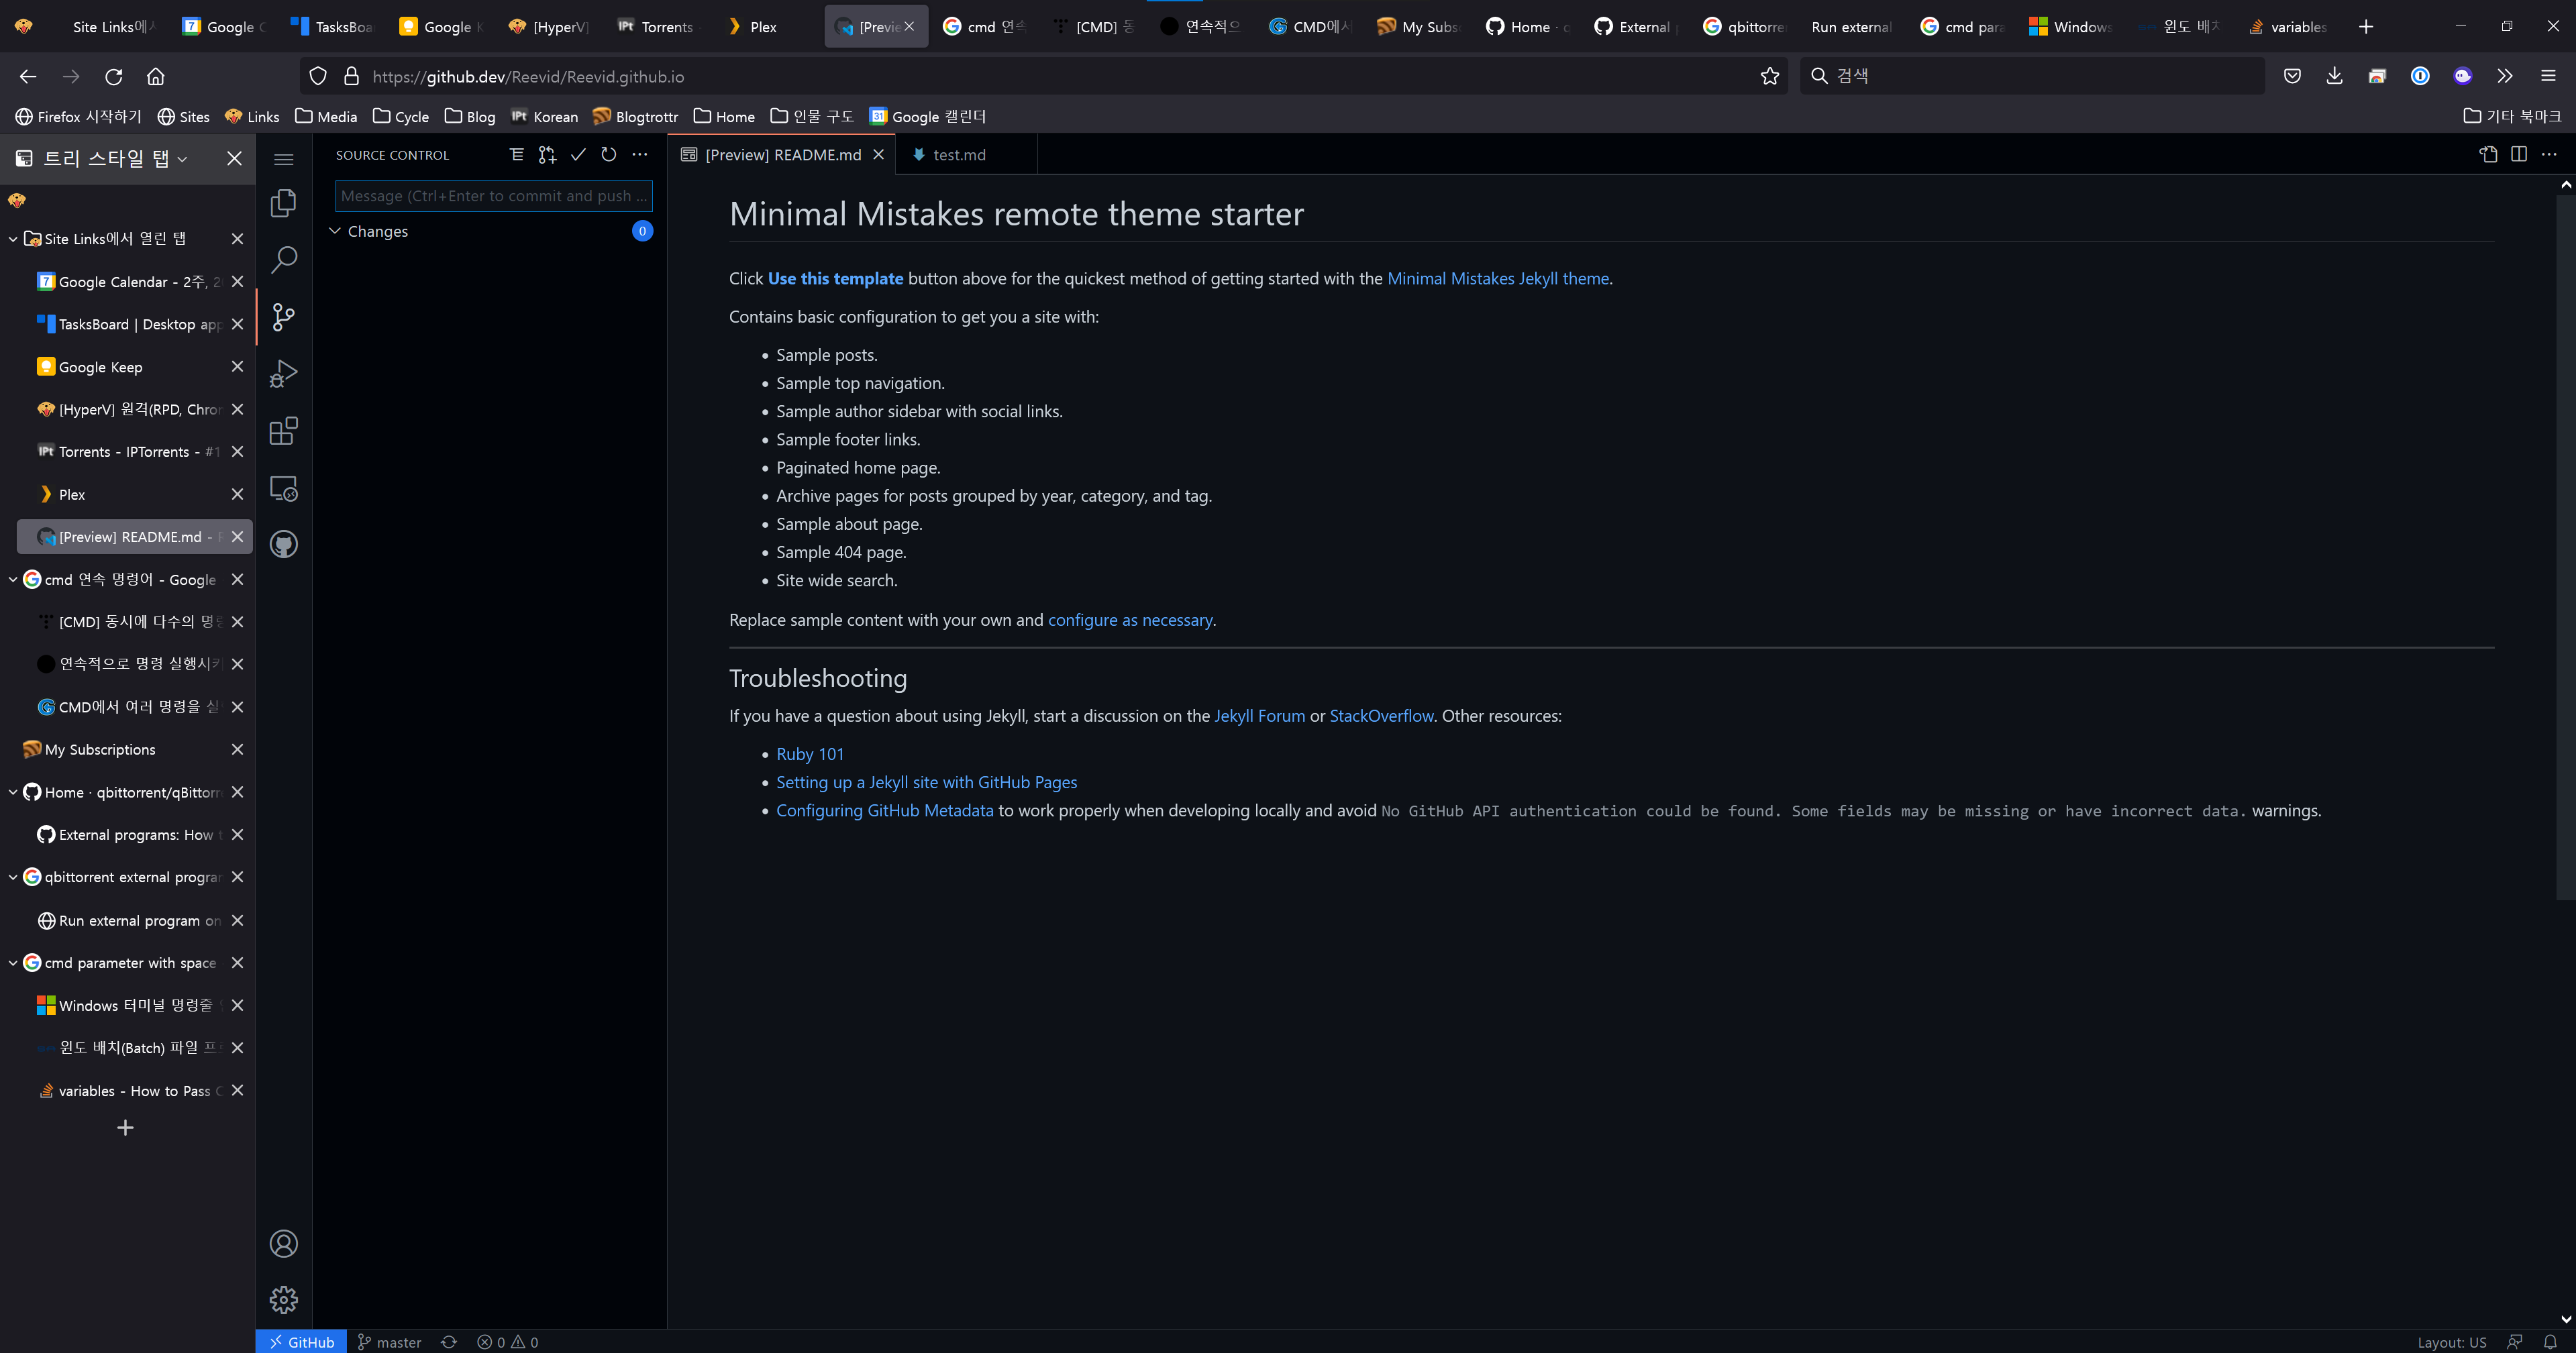 Site Links에서
Google C
TasksBoa
Google K
[HyperV]
Torrents
Plex
[Previe
cmd 연속
[CMD] 동
연속적으
CMD에서
My Subs
Home · q
External
qbittorre
Run external
cmd para
Windows
윈도 배치
variables
https://github.dev/Reevid/Reevid.github.io
검색
Firefox 시작하기
Sites
Links
Media
Cycle
Blog
Korean
Blogtrottr
Home
인물 구도
Google 캘린더
기타 북마크
트리 스타일 탭
Site Links에서 열린 탭
Google Calendar - 2주, 2
TasksBoard | Desktop app
Google Keep
[HyperV] 원격(RPD, Chro
Torrents - IPTorrents - #1
Plex
[Preview] README.md -
cmd 연속 명령어 - Google
[CMD] 동시에 다수의 명령
연속적으로 명령 실행시키
CMD에서 여러 명령을 실
My Subscriptions
Home · qbittorrent/qBittorr
External programs: How t
qbittorrent external progra
Run external program on
cmd parameter with space
Windows 터미널 명령줄
윈도 배치(Batch) 파일 프
variables - How to Pass C
SOURCE CONTROL
Message (Ctrl+Enter to commit and push ...
Changes
0
[Preview] README.md
test.md
Minimal Mistakes remote theme starter
Click Use this template button above for the quickest method of getting started with the Minimal Mistakes Jekyll theme.
Contains basic configuration to get you a site with:
• Sample posts.
• Sample top navigation.
• Sample author sidebar with social links.
• Sample footer links.
• Paginated home page.
• Archive pages for posts grouped by year, category, and tag.
• Sample about page.
• Sample 404 page.
• Site wide search.
Replace sample content with your own and configure as necessary.
Troubleshooting
If you have a question about using Jekyll, start a discussion on the Jekyll Forum or StackOverflow. Other resources:
• Ruby 101
• Setting up a Jekyll site with GitHub Pages
• Configuring GitHub Metadata to work properly when developing locally and avoid No GitHub API authentication could be found. Some fields may be missing or have incorrect data. warnings.
GitHub
master
0
0
Layout: US